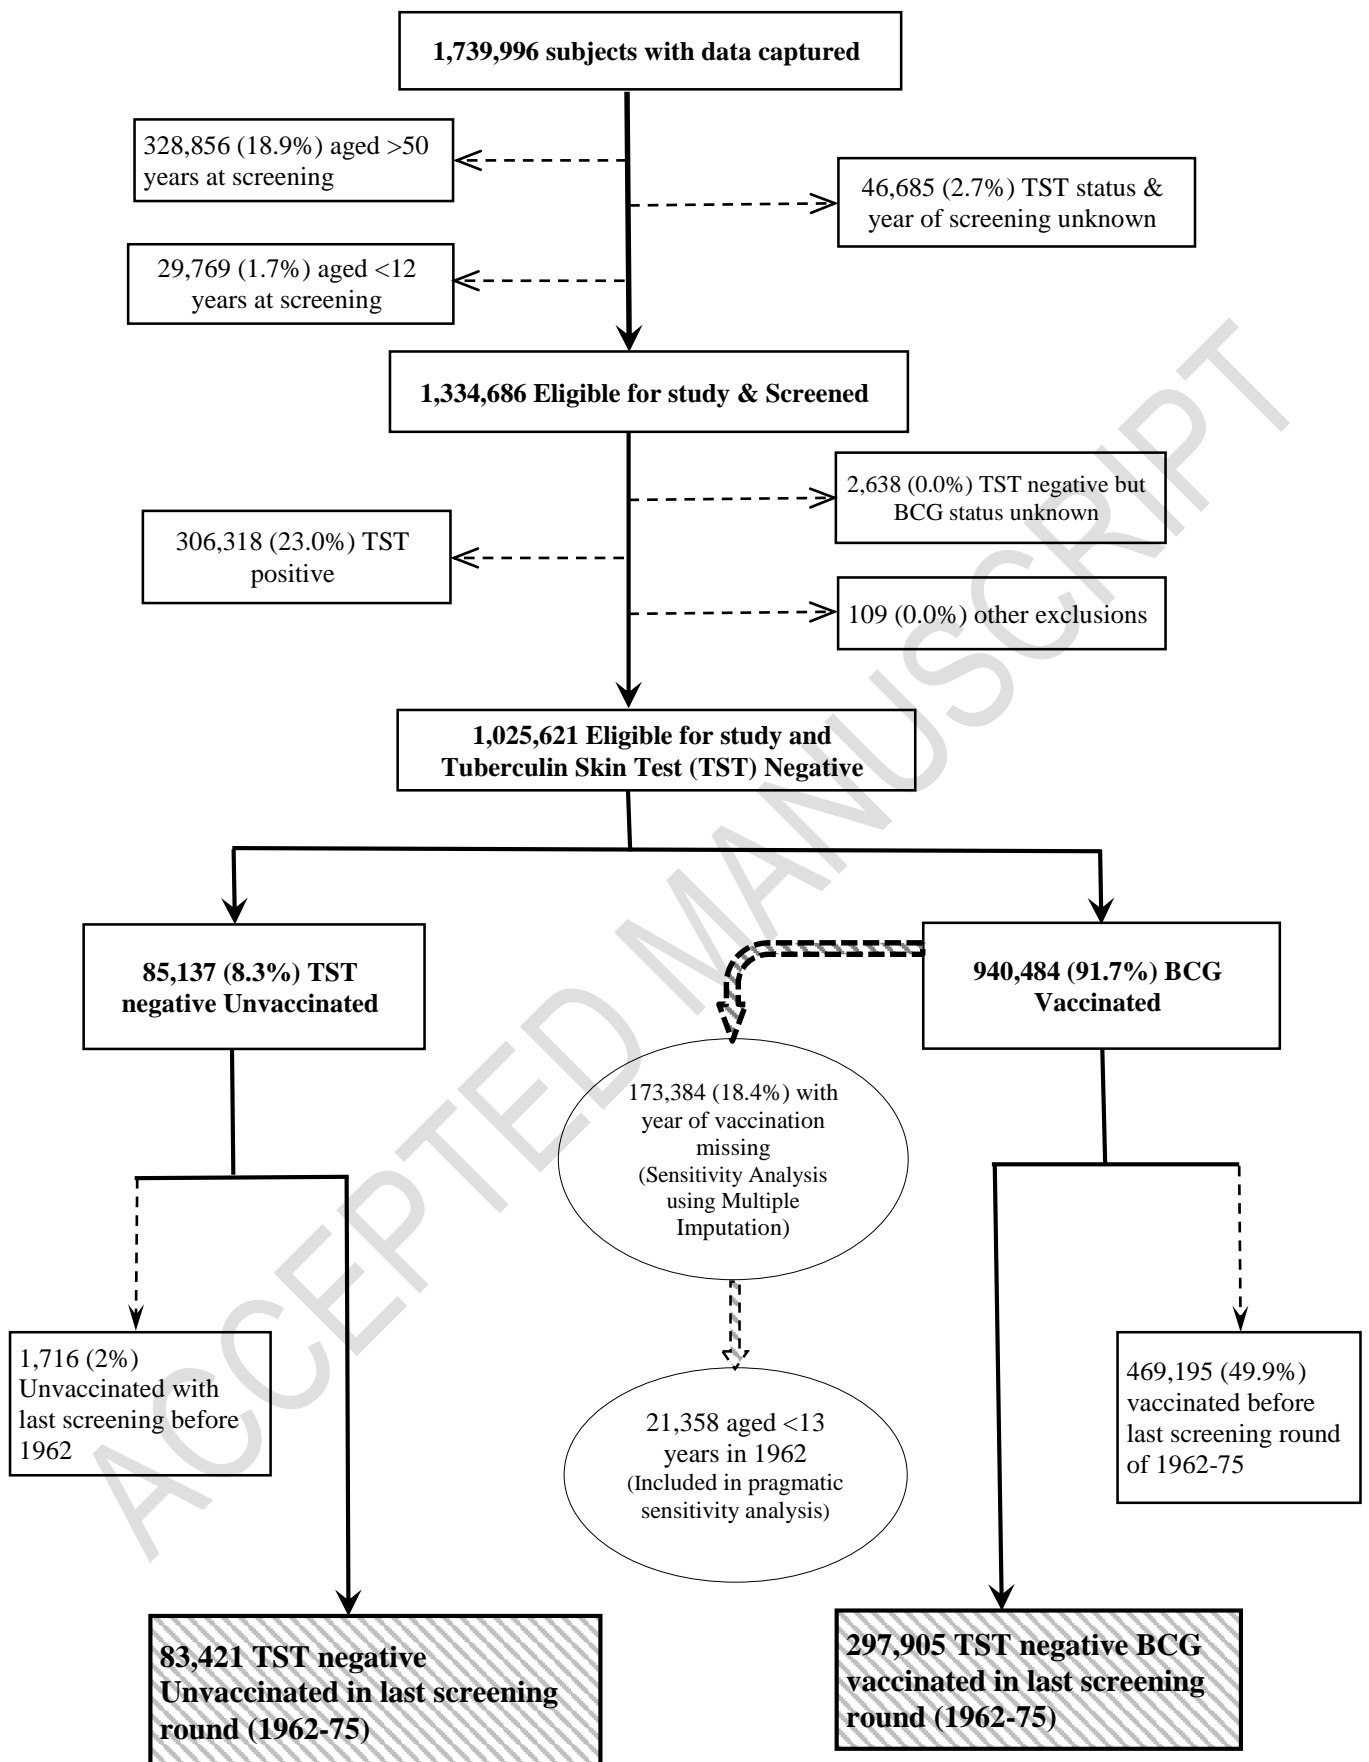 1,739,996 subjects with data captured
328,856 (18.9%) aged >50
years at screening
46,685 (2.7%) TST status &
year of screening unknown
29,769 (1.7%) aged <12
years at screening
1,334,686 Eligible for study & Screened
2,638 (0.0%) TST negative but
BCG status unknown
306,318 (23.0%) TST
positive
109 (0.0%) other exclusions
1,025,621 Eligible for study and
Tuberculin Skin Test (TST) Negative
85,137 (8.3%) TST
negative Unvaccinated
940,484 (91.7%) BCG
Vaccinated
173,384 (18.4%) with
year of vaccination
missing
(Sensitivity Analysis
using Multiple
Imputation)
1,716 (2%)
Unvaccinated with
last screening before
1962
469,195 (49.9%)
vaccinated before
last screening round
of 1962-75
21,358 aged <13
years in 1962
(Included in pragmatic
sensitivity analysis)
83,421 TST negative
Unvaccinated in last screening
round (1962-75)
297,905 TST negative BCG
vaccinated in last screening
round (1962-75)
ACCEPTED MANUSCRIPT